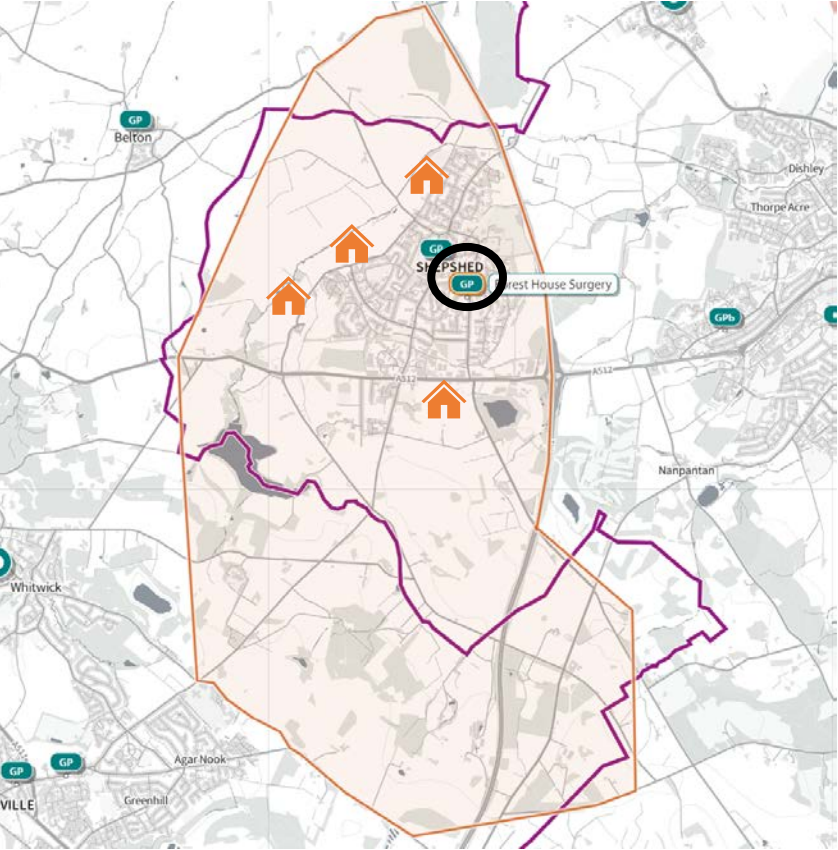 GP
Belton
Dishley
Thorpe Acre
GP
SHEPSHED
GP
Forest House Surgery
GPb
A512
A512
Nanpantan
Whitwick
GP
GP
Agar Nook
Greenhill
VILLE